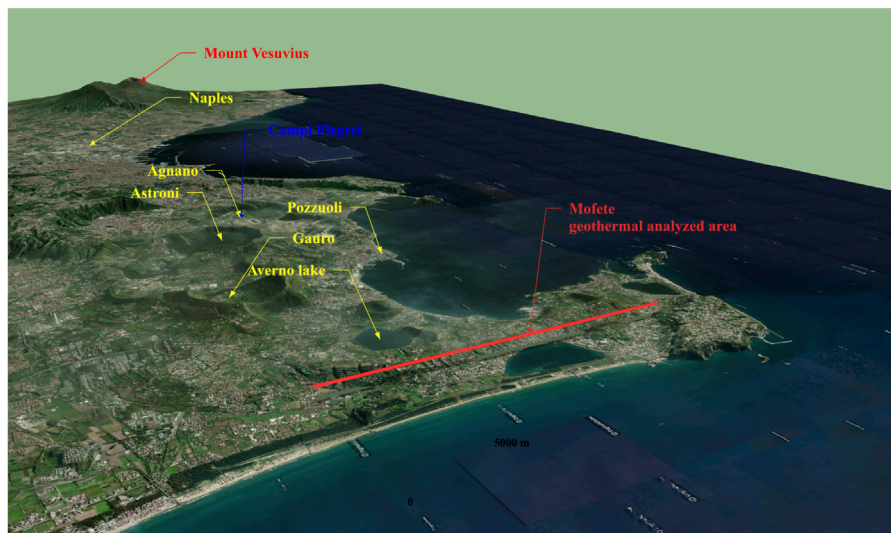 Mount Vesuvius
Naples
Campi Flegrei
Agnano
Astroni
Pozzuoli
Mofete
geothermal analyzed area
Gauro
Averno lake
5000 m
0